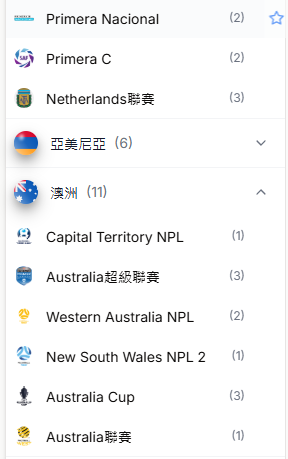 Primera Nacional (2)
Primera C (2)
Netherlands聯賽 (3)
亞美尼亞 (6)
澳洲 (11)
Capital Territory NPL (1)
Australia超級聯賽 (3)
Western Australia NPL (2)
New South Wales NPL 2 (1)
Australia Cup (3)
Australia聯賽 (1)